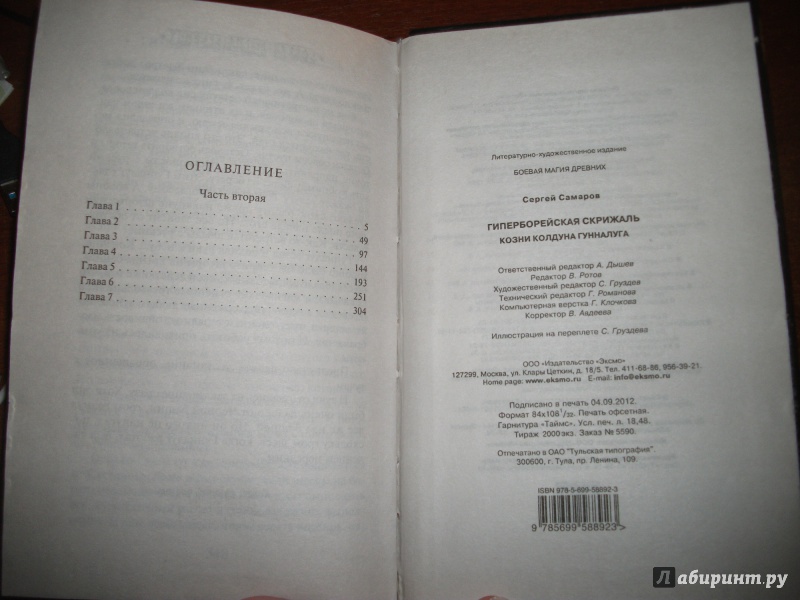 ОГЛАВЛЕНИЕ
Часть вторая
Глава 1 . . . . . . . . . . . . . . . . . . . . 5
Глава 2 . . . . . . . . . . . . . . . . . . . . 49
Глава 3 . . . . . . . . . . . . . . . . . . . . 97
Глава 4 . . . . . . . . . . . . . . . . . . . . 144
Глава 5 . . . . . . . . . . . . . . . . . . . . 193
Глава 6 . . . . . . . . . . . . . . . . . . . . 251
Глава 7 . . . . . . . . . . . . . . . . . . . . 304
Литературно-художественное издание
БОЕВАЯ МАГИЯ ДРЕВНИХ
Сергей Самаров
ГИПЕРБОРЕЙСКАЯ СКРИЖАЛЬ
КОЗНИ КОЛДУНА ГУННАЛУГА
Ответственный редактор А. Дышев
Редактор В. Ротов
Художественный редактор С. Груздев
Технический редактор Г. Романова
Компьютерная верстка Г. Клочкова
Корректор В. Авдеева
Иллюстрация на переплете С. Груздева
ООО «Издательство «Эксмо»
127299, Москва, ул. Клары Цеткин, д. 18/5. Тел. 411-68-86, 956-39-21.
Home page: www.eksmo.ru E-mail: info@eksmo.ru
Подписано в печать 04.09.2012.
Формат 84x108 1/32. Печать офсетная.
Гарнитура «Таймс». Усл. печ. л. 18,48.
Тираж 2000 экз. Заказ № 5590.
Отпечатано в ОАО "Тульская типография".
300600, г. Тула, пр. Ленина, 109.
ISBN 978-5-699-58892-3
9 785699 588923 >
Лабиринт.ру